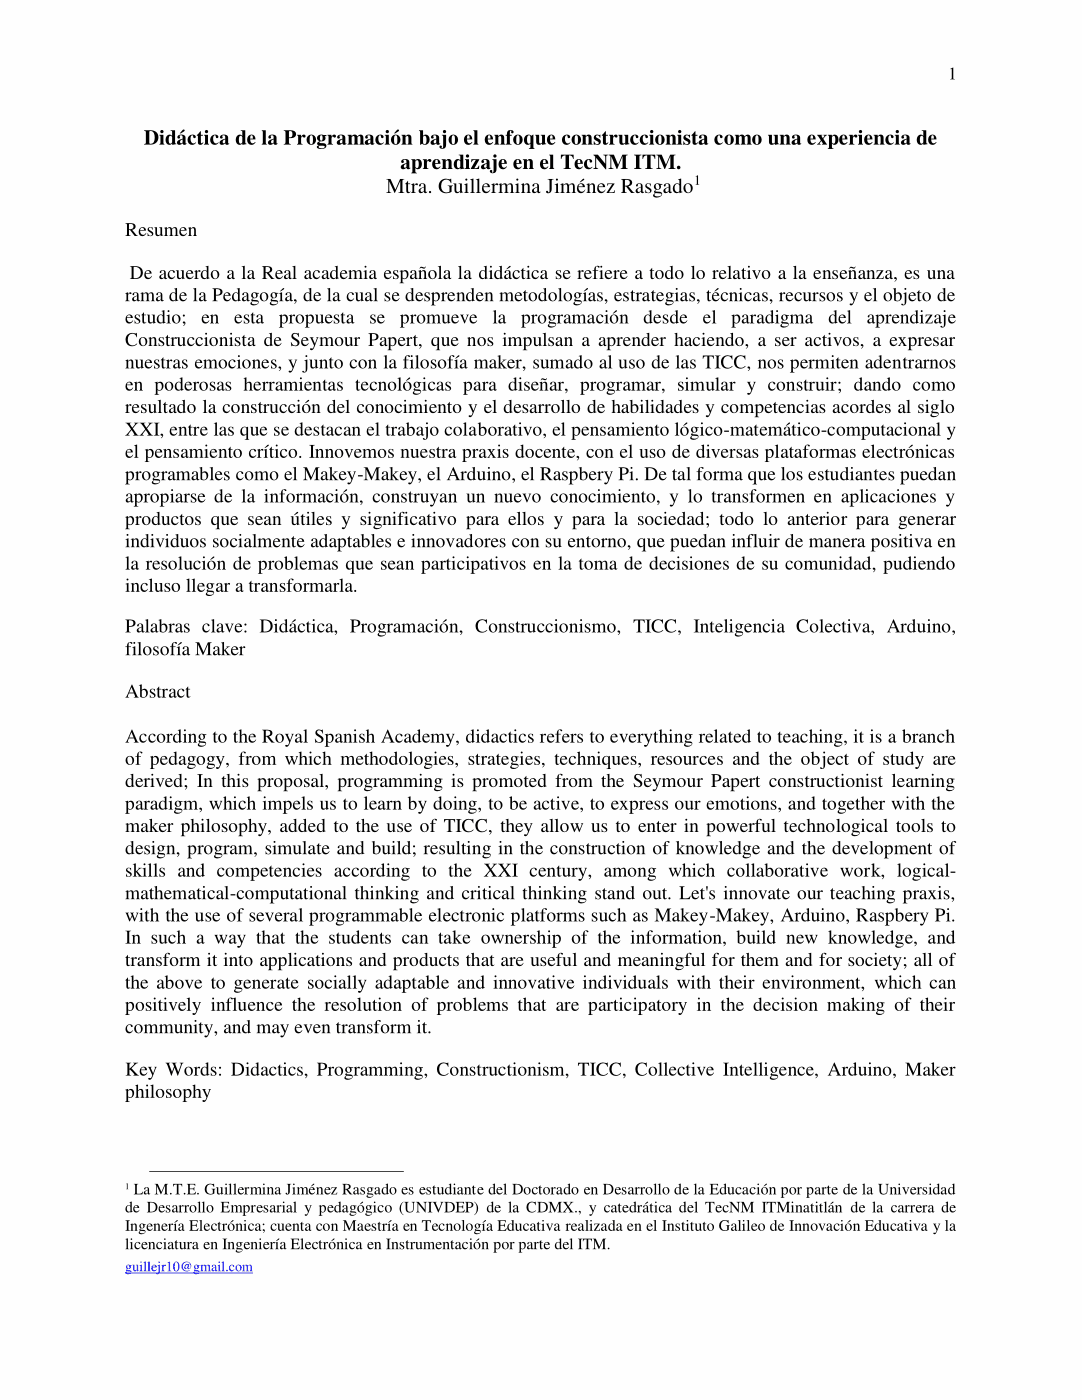 1
Didáctica de la Programación bajo el enfoque construccionista como una experiencia de
aprendizaje en el TecNM ITM.
Mtra. Guillermina Jiménez Rasgado1
Resumen
De acuerdo a la Real academia española la didáctica se refiere a todo lo relativo a la enseñanza, es una
rama de la Pedagogía, de la cual se desprenden metodologías, estrategias, técnicas, recursos y el objeto de
estudio; en esta propuesta se promueve la programación desde el paradigma del aprendizaje
Construccionista de Seymour Papert, que nos impulsan a aprender haciendo, a ser activos, a expresar
nuestras emociones, y junto con la filosofía maker, sumado al uso de las TICC, nos permiten adentrarnos
en poderosas herramientas tecnológicas para diseñar, programar, simular y construir; dando como
resultado la construcción del conocimiento y el desarrollo de habilidades y competencias acordes al siglo
XXI, entre las que se destacan el trabajo colaborativo, el pensamiento lógico-matemático-computacional y
el pensamiento crítico. Innovemos nuestra praxis docente, con el uso de diversas plataformas electrónicas
programables como el Makey-Makey, el Arduino, el Raspbery Pi. De tal forma que los estudiantes puedan
apropiarse de la información, construyan un nuevo conocimiento, y lo transformen en aplicaciones y
productos que sean útiles y significativo para ellos y para la sociedad; todo lo anterior para generar
individuos socialmente adaptables e innovadores con su entorno, que puedan influir de manera positiva en
la resolución de problemas que sean participativos en la toma de decisiones de su comunidad, pudiendo
incluso llegar a transformarla.
Palabras clave: Didáctica, Programación, Construccionismo, TICC, Inteligencia Colectiva, Arduino,
filosofía Maker
Abstract
According to the Royal Spanish Academy, didactics refers to everything related to teaching, it is a branch
of pedagogy, from which methodologies, strategies, techniques, resources and the object of study are
derived; In this proposal, programming is promoted from the Seymour Papert constructionist learning
paradigm, which impels us to learn by doing, to be active, to express our emotions, and together with the
maker philosophy, added to the use of TICC, they allow us to enter in powerful technological tools to
design, program, simulate and build; resulting in the construction of knowledge and the development of
skills and competencies according to the XXI century, among which collaborative work, logical-
mathematical-computational thinking and critical thinking stand out. Let's innovate our teaching praxis,
with the use of several programmable electronic platforms such as Makey-Makey, Arduino, Raspbery Pi.
In such a way that the students can take ownership of the information, build new knowledge, and
transform it into applications and products that are useful and meaningful for them and for society; all of
the above to generate socially adaptable and innovative individuals with their environment, which can
positively influence the resolution of problems that are participatory in the decision making of their
community, and may even transform it.
Key Words: Didactics, Programming, Constructionism, TICC, Collective Intelligence, Arduino, Maker
philosophy
1 La M.T.E. Guillermina Jiménez Rasgado es estudiante del Doctorado en Desarrollo de la Educación por parte de la Universidad
de Desarrollo Empresarial y pedagógico (UNIVDEP) de la CDMX., y catedrática del TecNM ITMinatitlán de la carrera de
Ingenería Electrónica; cuenta con Maestría en Tecnología Educativa realizada en el Instituto Galileo de Innovación Educativa y la
licenciatura en Ingeniería Electrónica en Instrumentación por parte del ITM.
guillejr10@gmail.com